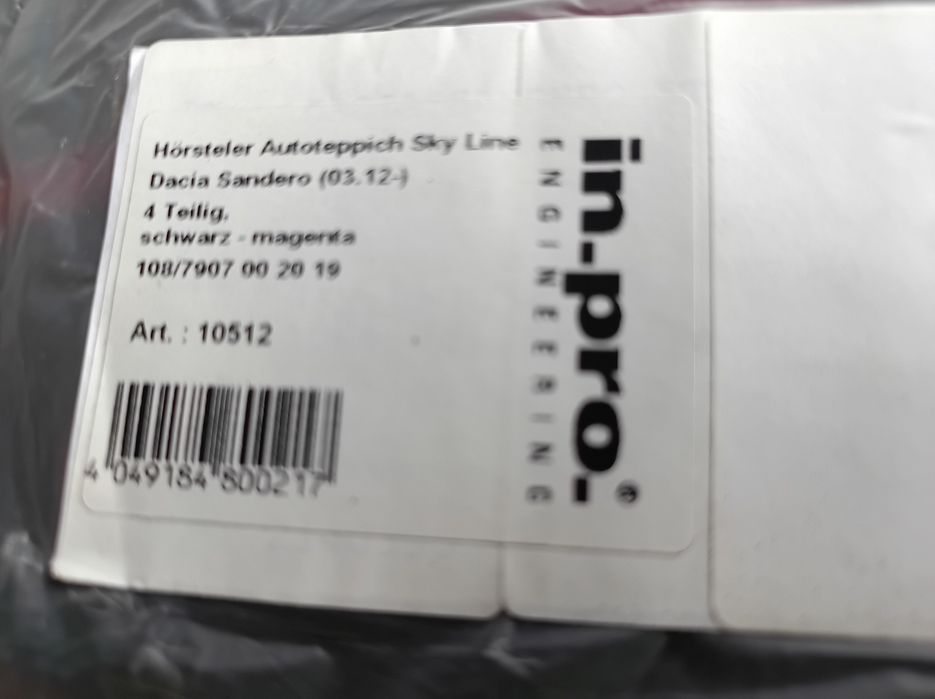 Hörsteler Autoteppich Sky Line
Dacia Sandero (03.12-)
4 Teilig,
schwarz - magenta
108/7907 00 20 19
Art. : 10512
4 049184 800217
in.pro.®
ENGINEERING